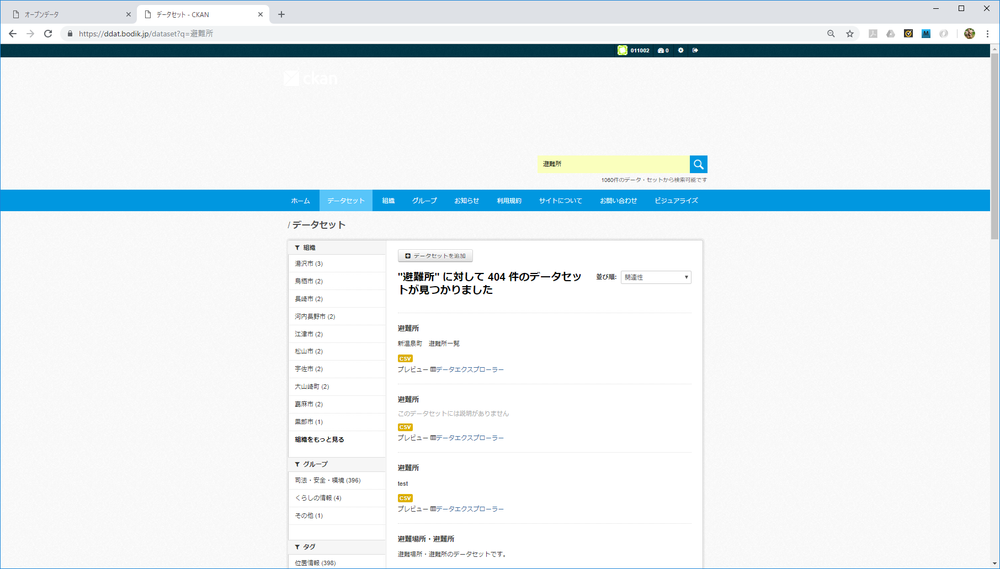 オープンデータ
データセット - CKAN
https://ddat.bodik.jp/dataset?q=避難所
011002
0
ckan
避難所
1060件のデータ・セットから検索可能です
ホーム データセット 組織 グループ お知らせ 利用規約 サイトについて お問い合わせ ビジュアライズ
/ データセット
組織
湯沢市 (3)
鳥栖市 (2)
長崎市 (2)
河内長野市 (2)
江津市 (2)
松山市 (2)
宇佐市 (2)
大山崎町 (2)
嘉麻市 (2)
黒部市 (1)
組織をもっと見る
グループ
司法・安全・環境 (396)
くらしの情報 (4)
その他 (1)
タグ
位置情報 (398)
データセットを追加
"避難所" に対して 404 件のデータセッ
トが見つかりました
並び順: 関連性
避難所
新温泉町 避難所一覧
CSV
プレビュー データエクスプローラー
避難所
このデータセットには説明がありません
CSV
プレビュー データエクスプローラー
避難所
test
CSV
プレビュー データエクスプローラー
避難場所・避難所
避難場所・避難所のデータセットです。